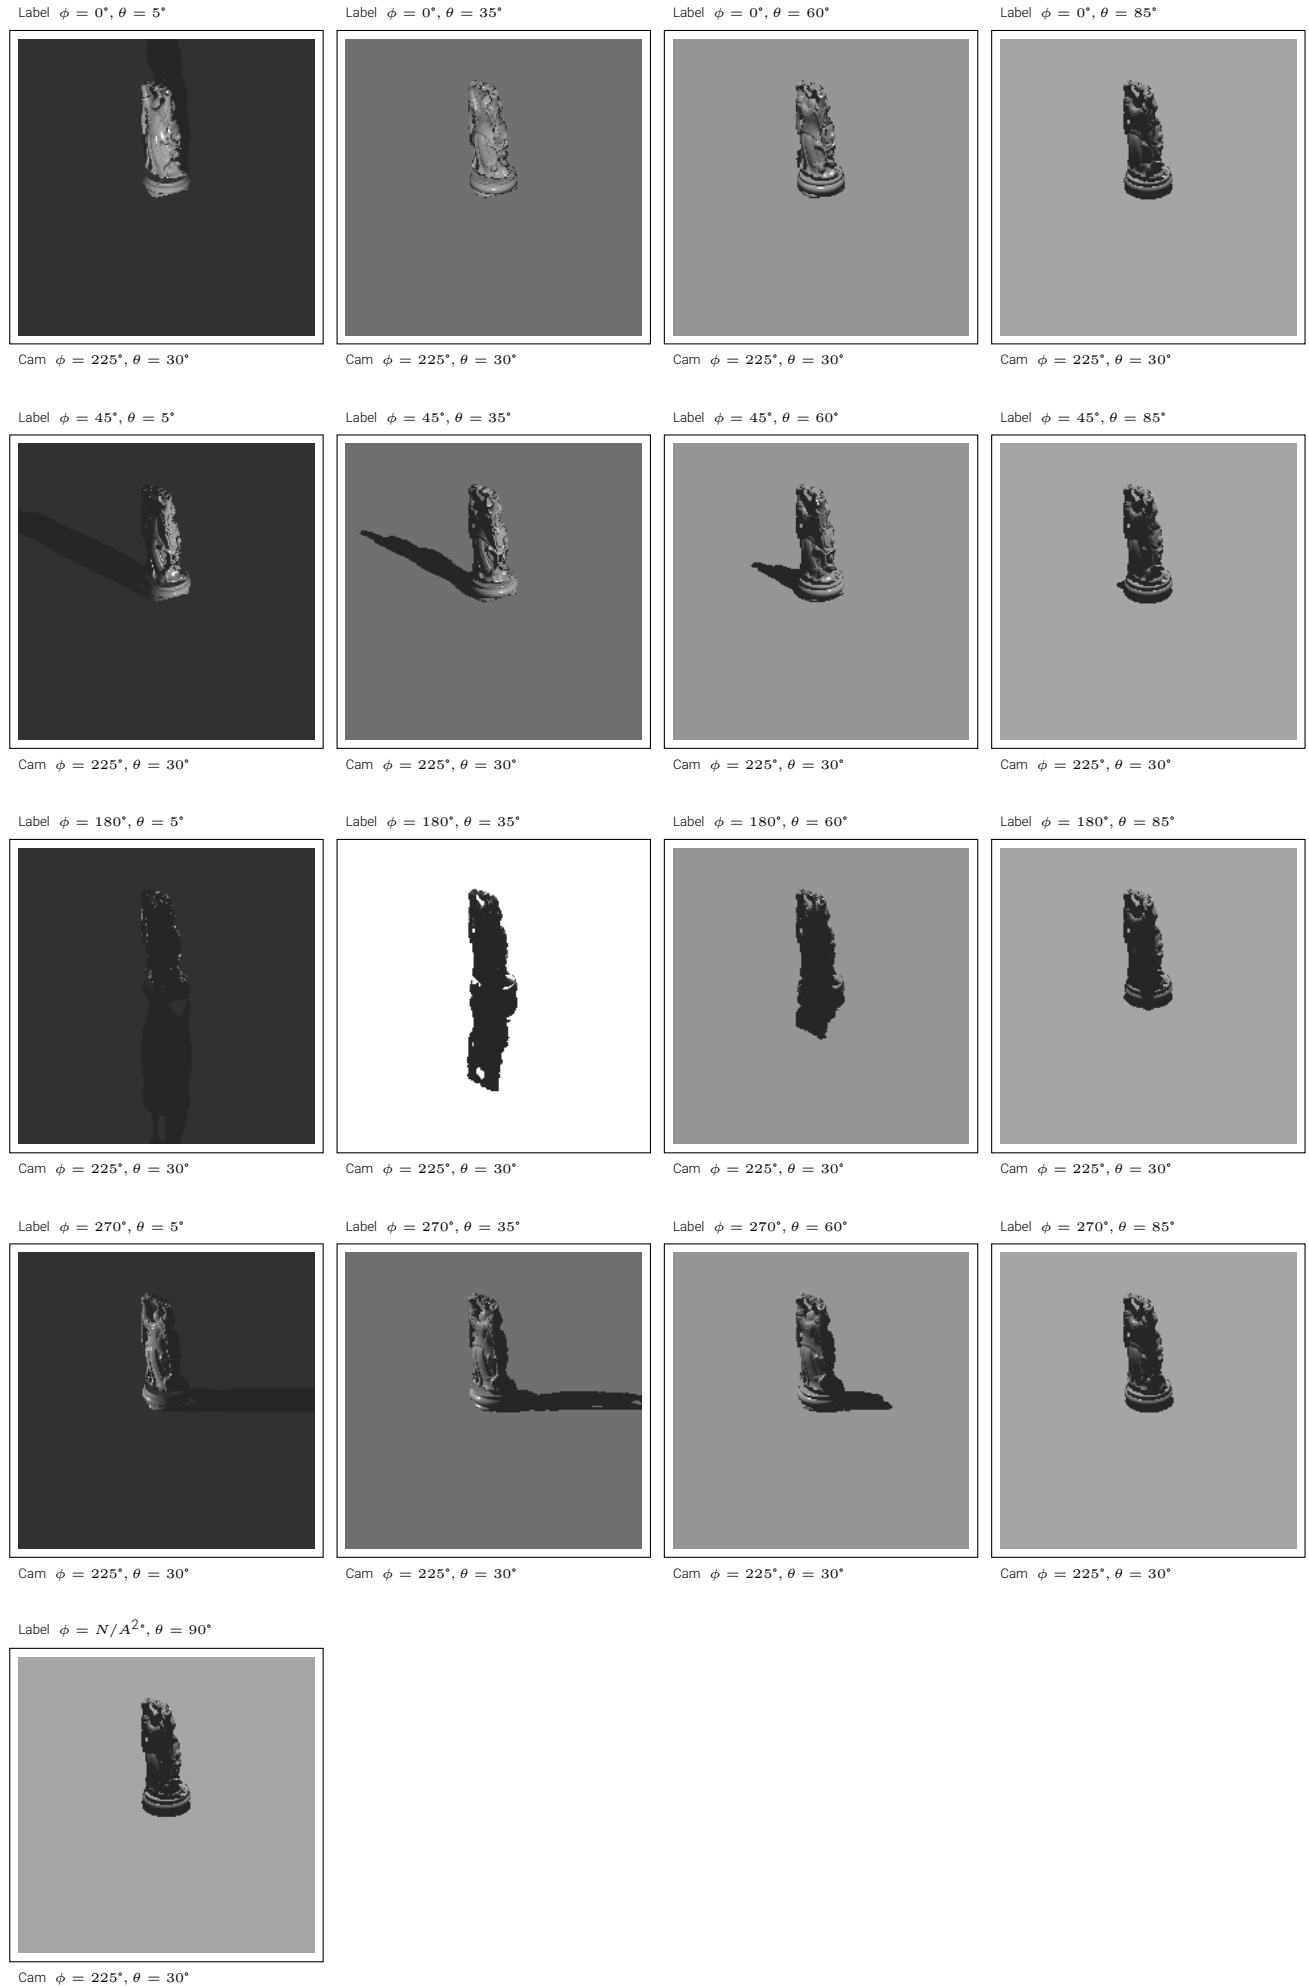 Label ϕ = 0°, θ = 5° Label ϕ = 0°, θ = 35° Label ϕ = 0°, θ = 60° Label ϕ = 0°, θ = 85°
Cam ϕ = 225°, θ = 30° Cam ϕ = 225°, θ = 30° Cam ϕ = 225°, θ = 30° Cam ϕ = 225°, θ = 30°
Label ϕ = 45°, θ = 5° Label ϕ = 45°, θ = 35° Label ϕ = 45°, θ = 60° Label ϕ = 45°, θ = 85°
Cam ϕ = 225°, θ = 30° Cam ϕ = 225°, θ = 30° Cam ϕ = 225°, θ = 30° Cam ϕ = 225°, θ = 30°
Label ϕ = 180°, θ = 5° Label ϕ = 180°, θ = 35° Label ϕ = 180°, θ = 60° Label ϕ = 180°, θ = 85°
Cam ϕ = 225°, θ = 30° Cam ϕ = 225°, θ = 30° Cam ϕ = 225°, θ = 30° Cam ϕ = 225°, θ = 30°
Label ϕ = 270°, θ = 5° Label ϕ = 270°, θ = 35° Label ϕ = 270°, θ = 60° Label ϕ = 270°, θ = 85°
Cam ϕ = 225°, θ = 30° Cam ϕ = 225°, θ = 30° Cam ϕ = 225°, θ = 30° Cam ϕ = 225°, θ = 30°
Label ϕ = N/A²°, θ = 90°
Cam ϕ = 225°, θ = 30°